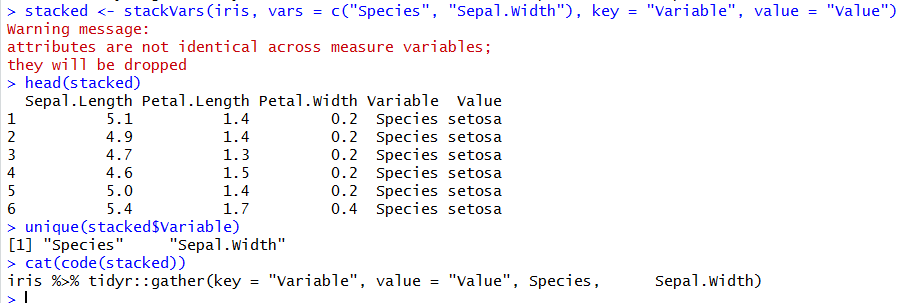 > stacked <- stackVars(iris, vars = c("Species", "Sepal.Width"), key = "Variable", value = "Value")
Warning message:
attributes are not identical across measure variables;
they will be dropped
> head(stacked)
  Sepal.Length Petal.Length Petal.Width Variable  Value
1          5.1          1.4         0.2  Species setosa
2          4.9          1.4         0.2  Species setosa
3          4.7          1.3         0.2  Species setosa
4          4.6          1.5         0.2  Species setosa
5          5.0          1.4         0.2  Species setosa
6          5.4          1.7         0.4  Species setosa
> unique(stacked$Variable)
[1] "Species"     "Sepal.Width"
> cat(code(stacked))
iris %>% tidyr::gather(key = "Variable", value = "Value", Species,      Sepal.Width)
>